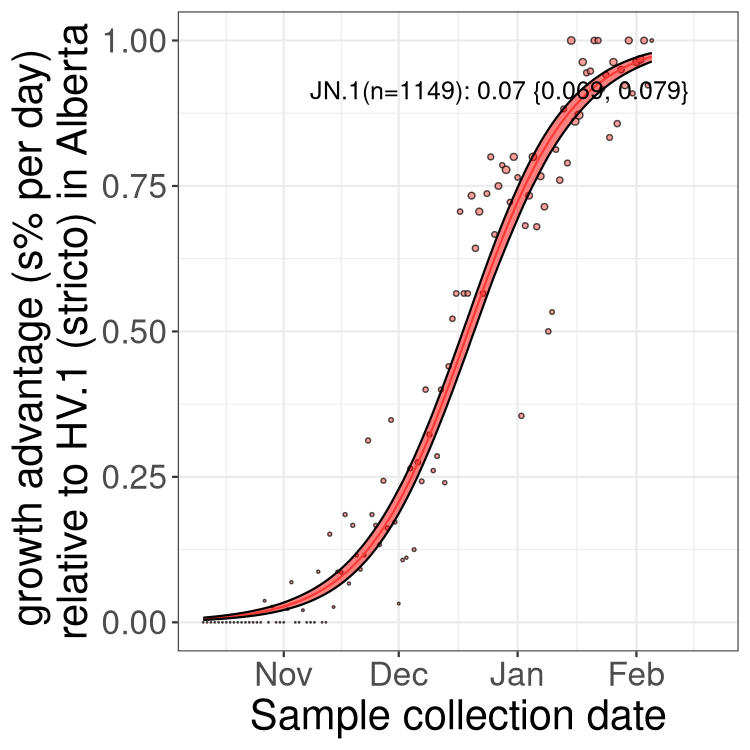 growth advantage (s% per day)
relative to HV.1 (stricto) in Alberta
1.00
0.75
0.50
0.25
0.00
JN.1(n=1149): 0.07 {0.069, 0.079}
Nov Dec Jan Feb
Sample collection date